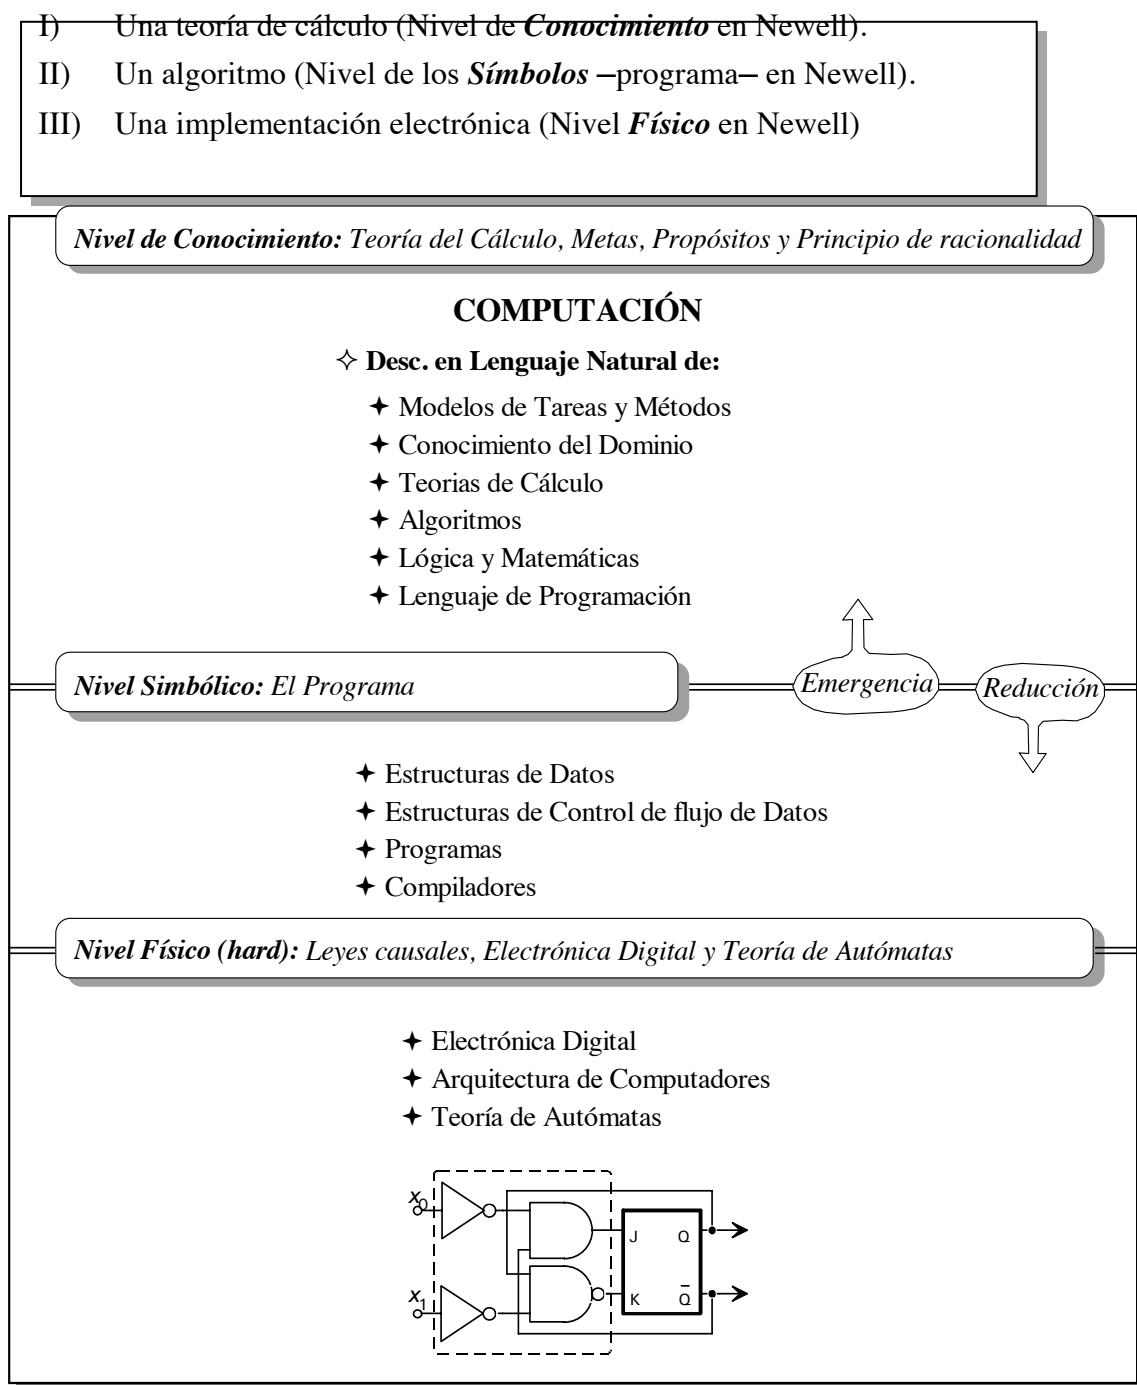 I) Una teoría de cálculo (Nivel de Conocimiento en Newell).
II) Un algoritmo (Nivel de los Símbolos –programa– en Newell).
III) Una implementación electrónica (Nivel Físico en Newell)
Nivel de Conocimiento: Teoría del Cálculo, Metas, Propósitos y Principio de racionalidad
COMPUTACIÓN
✧ Desc. en Lenguaje Natural de:
✦ Modelos de Tareas y Métodos
✦ Conocimiento del Dominio
✦ Teorias de Cálculo
✦ Algoritmos
✦ Lógica y Matemáticas
✦ Lenguaje de Programación
Nivel Simbólico: El Programa
Emergencia
Reducción
✦ Estructuras de Datos
✦ Estructuras de Control de flujo de Datos
✦ Programas
✦ Compiladores
Nivel Físico (hard): Leyes causales, Electrónica Digital y Teoría de Autómatas
✦ Electrónica Digital
✦ Arquitectura de Computadores
✦ Teoría de Autómatas
x0
J Q
x1
K Q̅